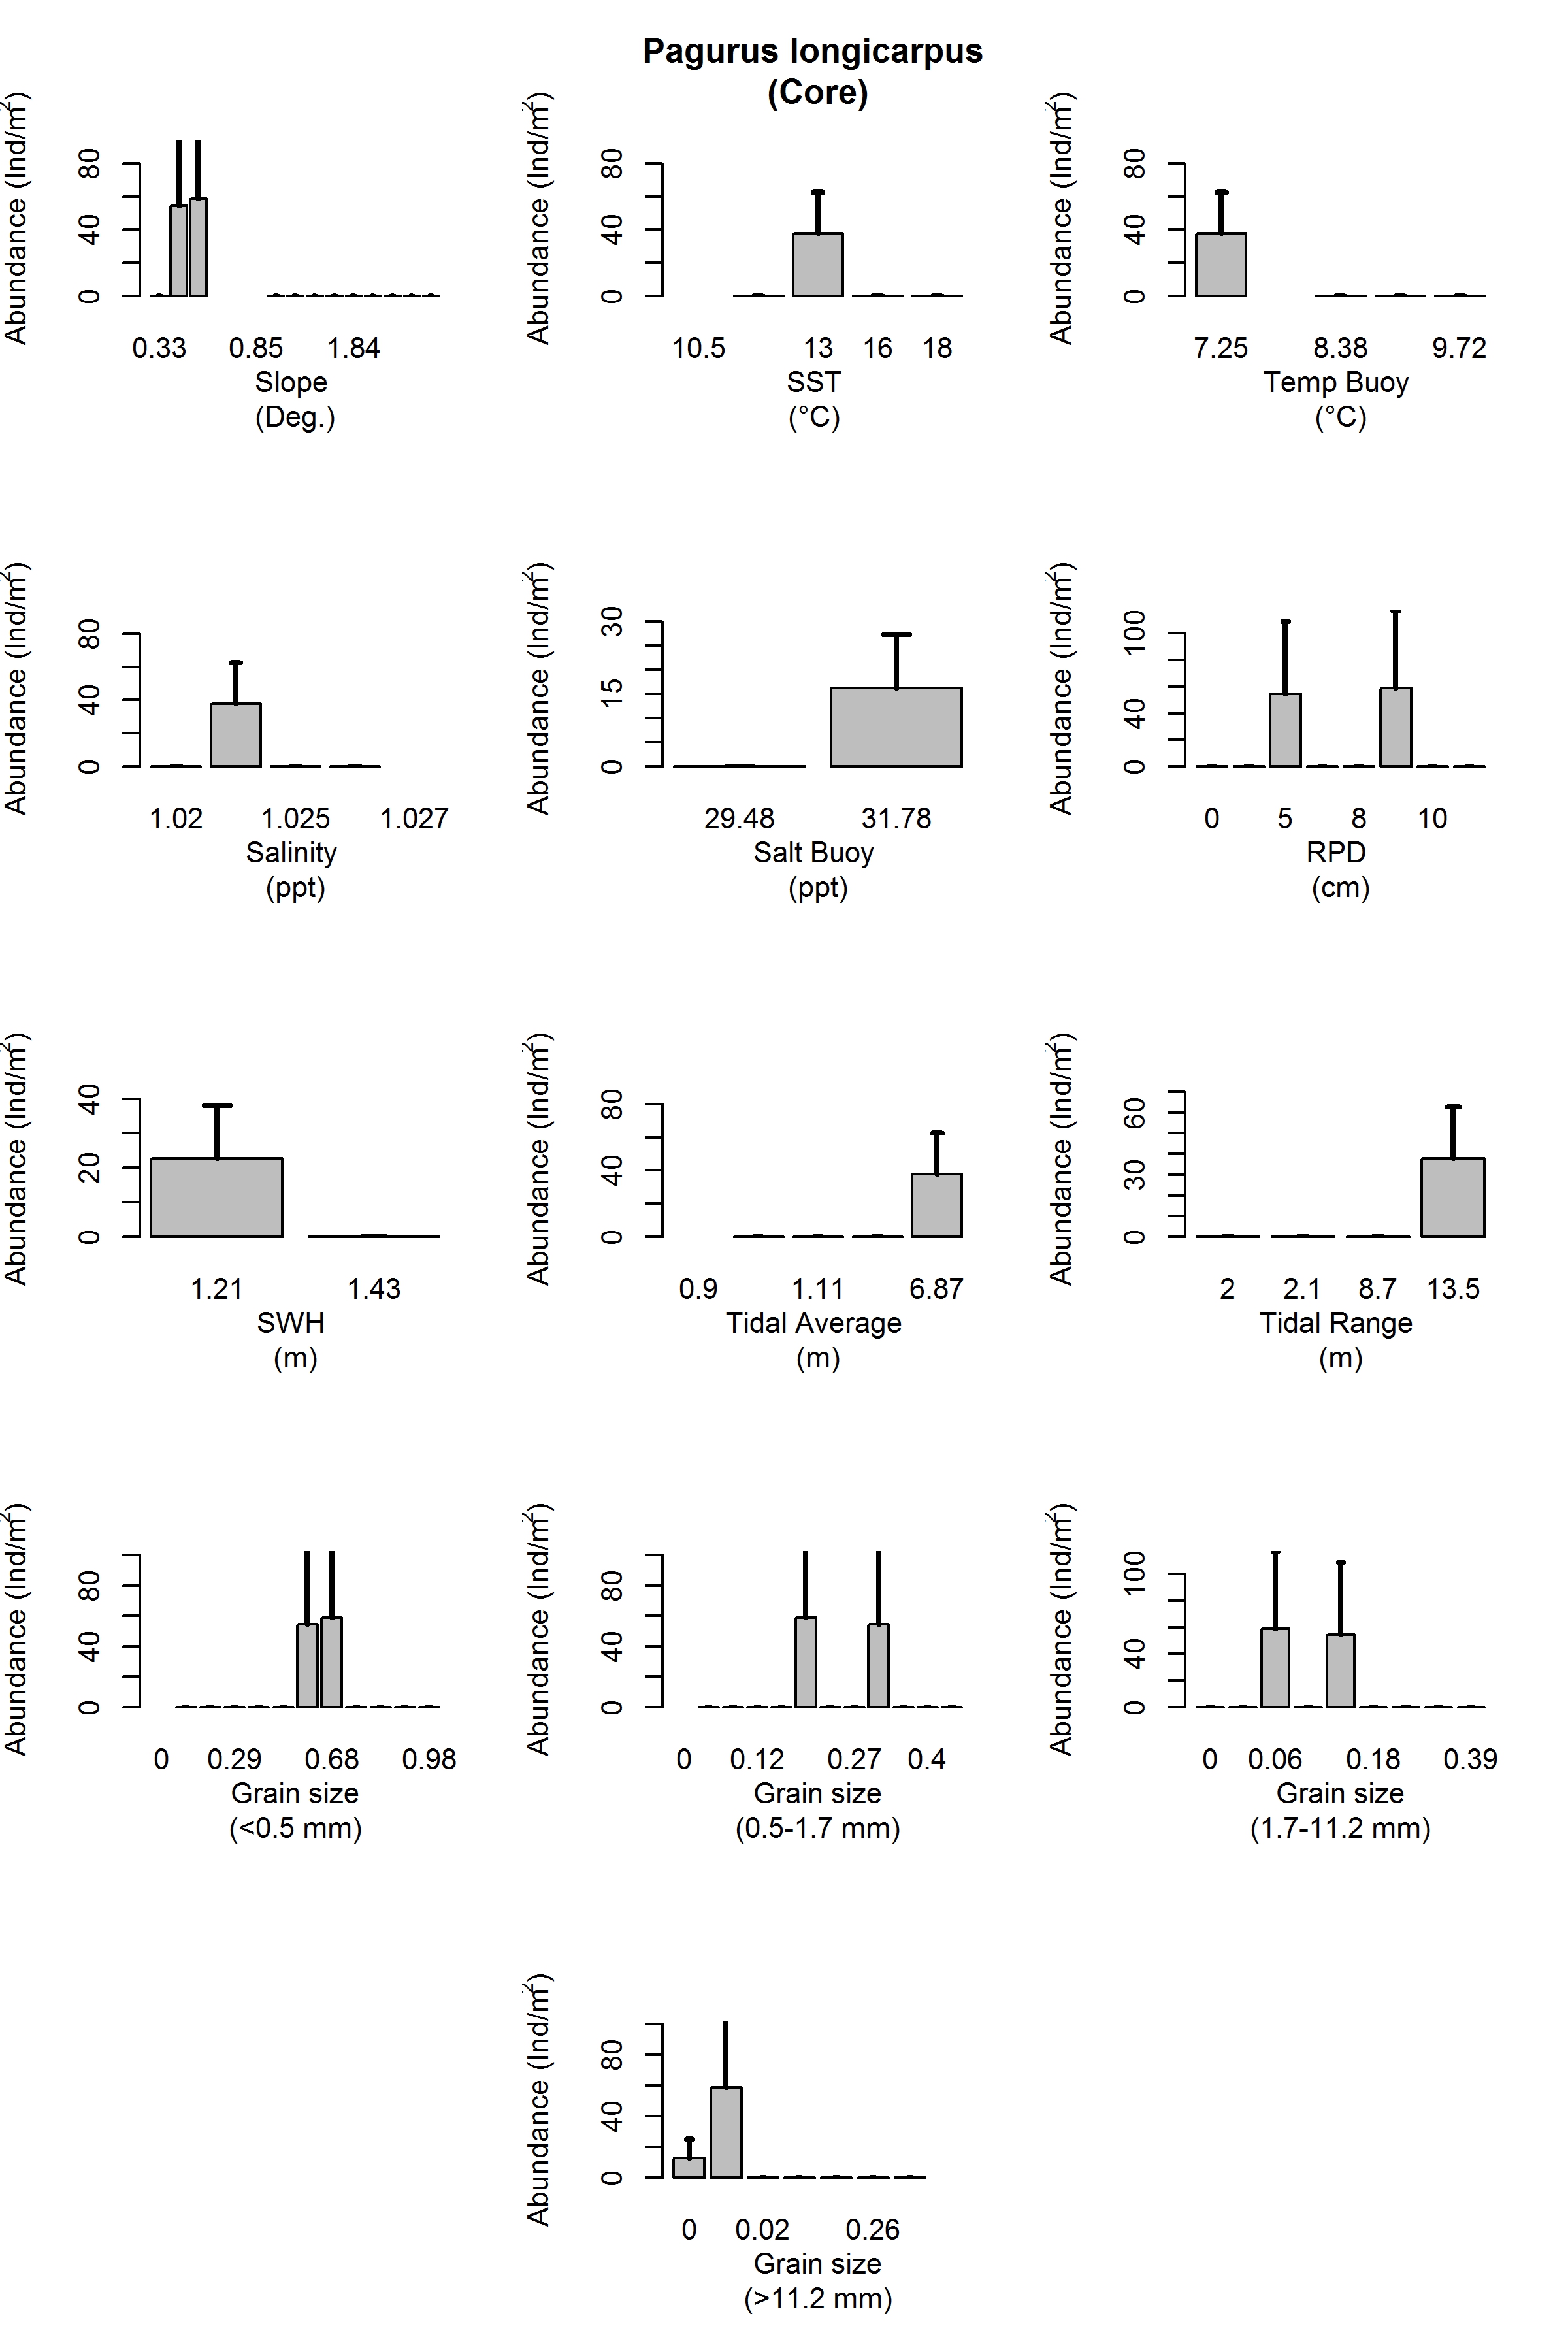 Pagurus longicarpus
(Core)
Abundance (Ind/m²)
0 40 80
0.33 0.85 1.84
Slope
(Deg.)
Abundance (Ind/m²)
0 40 80
10.5 13 16 18
SST
(°C)
Abundance (Ind/m²)
0 40 80
7.25 8.38 9.72
Temp Buoy
(°C)
Abundance (Ind/m²)
0 40 80
1.02 1.025 1.027
Salinity
(ppt)
Abundance (Ind/m²)
0 15 30
29.48 31.78
Salt Buoy
(ppt)
Abundance (Ind/m²)
0 40 100
0 5 8 10
RPD
(cm)
Abundance (Ind/m²)
0 20 40
1.21 1.43
SWH
(m)
Abundance (Ind/m²)
0 40 80
0.9 1.11 6.87
Tidal Average
(m)
Abundance (Ind/m²)
0 30 60
2 2.1 8.7 13.5
Tidal Range
(m)
Abundance (Ind/m²)
0 40 80
0 0.29 0.68 0.98
Grain size
(<0.5 mm)
Abundance (Ind/m²)
0 40 80
0 0.12 0.27 0.4
Grain size
(0.5-1.7 mm)
Abundance (Ind/m²)
0 40 100
0 0.06 0.18 0.39
Grain size
(1.7-11.2 mm)
Abundance (Ind/m²)
0 40 80
0 0.02 0.26
Grain size
(>11.2 mm)